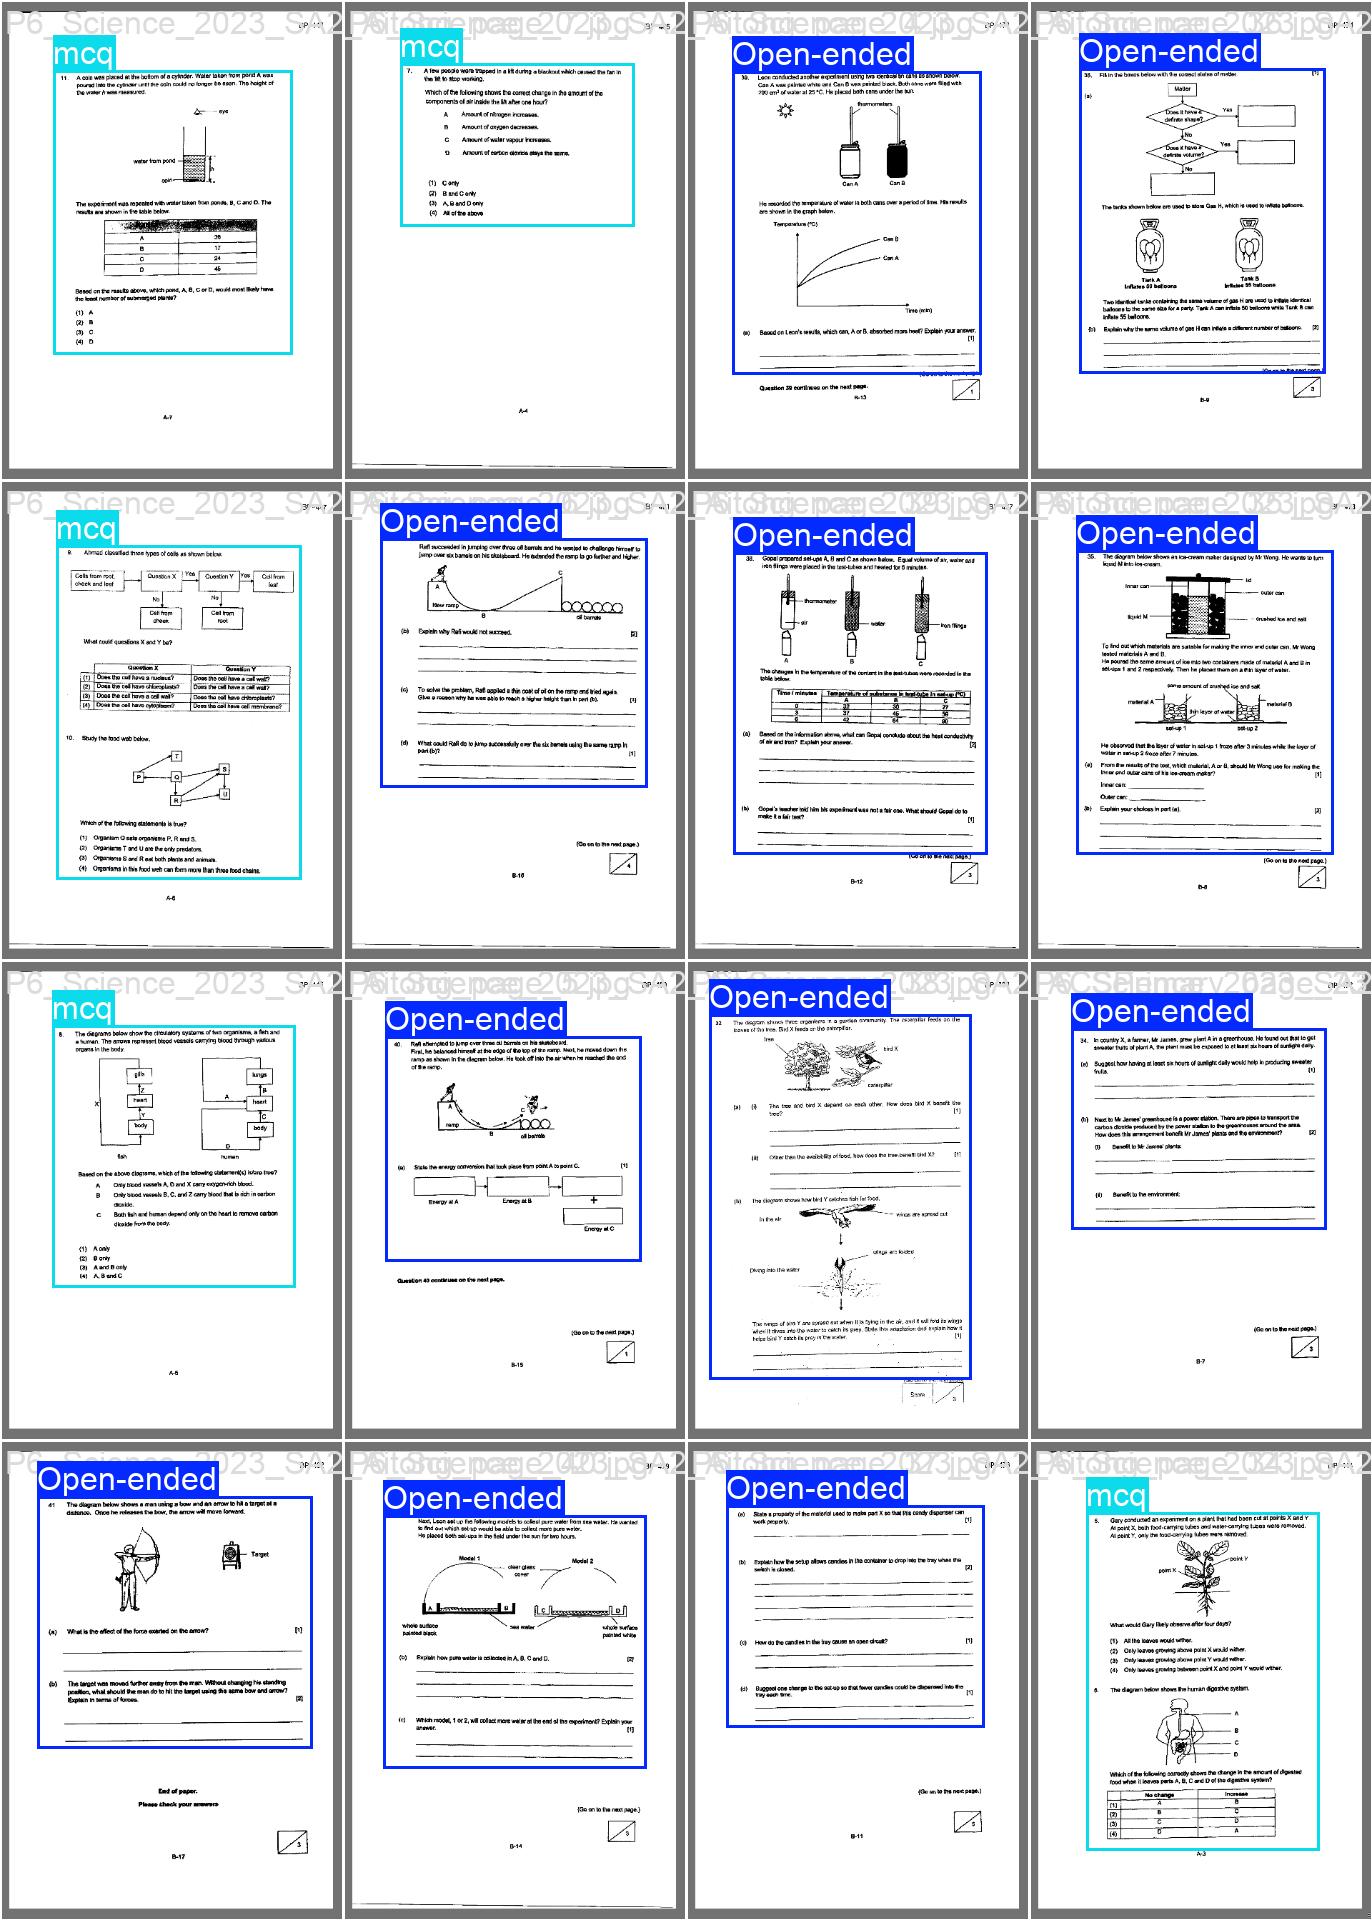 mcq
11. A coin was placed at the bottom of a cylinder. Water taken from pond A was
poured into the cylinder until the coin could no longer be seen. The height of
the water h was measured.
eye
water from pond
h
coin
The experiment was repeated with water taken from ponds, B, C and D. The
results are shown in the table below.
A
B 17
C 24
D
Based on the results above, which pond, A, B, C or D, would most likely have
the least number of submerged plants?
(1) A
(2) B
(3) C
(4) D
A-7
mcq
7. A few people were trapped in a lift during a blackout which caused the fan in
the lift to stop working.
Which of the following shows the correct change in the amount of the
components of air inside the lift after one hour?
A Amount of nitrogen increases.
B Amount of oxygen decreases.
C Amount of water vapour increases.
D Amount of carbon dioxide stays the same.
(1) C only
(2) B and C only
(3) A, B and D only
(4) All of the above
A-4
Open-ended
39. Leon conducted another experiment using two identical tin cans as shown below.
Can A was painted white and Can B was painted black. Both cans were filled with
200 cm³ of water at 25 °C. He placed both cans under the sun.
thermometers
Can A Can B
He recorded the temperature of water in both cans over a period of time. His results
are shown in the graph below.
Temperature (°C)
Can B
Can A
Time (min)
(a) Based on Leon's results, which can, A or B, absorbed more heat? Explain your answer.
[1]
Question 39 continues on the next page.
B-13
1
Open-ended
36. Fill in the boxes below with the correct states of matter. [1]
(a)
Matter
Does it have a
definite shape?
Yes
No
Does it have a
definite volume?
Yes
No
The tanks shown below are used to store Gas H, which is used to inflate balloons.
Tank A
Inflates 50 balloons
Tank B
Inflates 55 balloons
Two identical tanks containing the same volume of gas H are used to inflate identical
balloons to the same size for a party. Tank A can inflate 50 balloons while Tank B can
inflate 55 balloons.
(b) Explain why the same volume of gas H can inflate a different number of balloons. [2]
(Go on to the next page.)
B-9
3
mcq
9. Ahmad classified three types of cells as shown below.
Cells from root,
cheek and leaf
Question X
Yes
Question Y
Yes
Cell from
leaf
No
No
Cell from
cheek
Cell from
root
What could questions X and Y be?
Question X Question Y
(1) Does the cell have a nucleus? Does the cell have a cell wall?
(2) Does the cell have chloroplasts? Does the cell have a cell wall?
(3) Does the cell have a cell wall? Does the cell have chloroplasts?
(4) Does the cell have cytoplasm? Does the cell have cell membrane?
10. Study the food web below.
T
P Q S
R U
Which of the following statements is true?
(1) Organism Q eats organisms P, R and S.
(2) Organisms T and U are the only predators.
(3) Organisms S and R eat both plants and animals.
(4) Organisms in this food web can form more than three food chains.
A-6
Open-ended
Rafi succeeded in jumping over three oil barrels and he wanted to challenge himself to
jump over six barrels on his skateboard. He extended the ramp to go further and higher.
A
C
New ramp
B
oil barrels
(b) Explain why Rafi would not succeed. [2]
(c) To solve the problem, Rafi applied a thin coat of oil on the ramp and tried again.
Give a reason why he was able to reach a higher height than in part (b). [1]
(d) What could Rafi do to jump successfully over the six barrels using the same ramp in
part (b)? [1]
(Go on to the next page.)
B-16
4
Open-ended
38. Gopal prepared set-ups A, B and C as shown below. Equal volume of air, water and
iron filings were placed in the test-tubes and heated for 6 minutes.
thermometer
air
water
iron filings
A B C
The changes in the temperature of the content in the test-tubes were recorded in the
table below.
Time / minutes Temperature of substance in test-tube in set-up (°C)
A B C
0
3 37
6 42 64
(a) Based on the information above, what can Gopal conclude about the heat conductivity
of air and iron? Explain your answer. [2]
(b) Gopal's teacher told him his experiment was not a fair one. What should Gopal do to
make it a fair test? [1]
(Go on to the next page.)
B-12
3
Open-ended
35. The diagram below shows an ice-cream maker designed by Mr Wong. He wants to turn
liquid M into ice-cream.
inner can
lid
outer can
liquid M
crushed ice and salt
To find out which materials are suitable for making the inner and outer can, Mr Wong
tested materials A and B.
He poured the same amount of ice into two containers made of material A and B in
set-ups 1 and 2 respectively. Then he placed them on a thin layer of water.
same amount of crushed ice and salt
material A
material B
thin layer of water
set-up 1 set-up 2
He observed that the layer of water in set-up 1 froze after 3 minutes while the layer of
water in set-up 2 froze after 7 minutes.
(a) From the results of the test, which material, A or B, should Mr Wong use for making the
inner and outer cans of his ice-cream maker? [1]
Inner can:
Outer can:
(b) Explain your choices in part (a). [2]
(Go on to the next page.)
B-8
3
mcq
8. The diagrams below show the circulatory systems of two organisms, a fish and
a human. The arrows represent blood vessels carrying blood through various
organs in the body.
gills
Z
X heart
Y
body
fish
lungs
B
A heart
C
body
D
human
Based on the above diagrams, which of the following statement(s) is/are true?
A Only blood vessels A, D and X carry oxygen-rich blood.
B Only blood vessels B, C, and Z carry blood that is rich in carbon
dioxide.
C Both fish and human depend only on the heart to remove carbon
dioxide from the body.
(1) A only
(2) B only
(3) A and B only
(4) A, B and C
A-5
Open-ended
40. Rafi attempted to jump over three oil barrels on his skateboard.
First, he balanced himself at the edge of the top of the ramp. Next, he moved down the
ramp as shown in the diagram below. He took off into the air when he reached the end
of the ramp.
A
C
ramp
B
oil barrels
(a) State the energy conversion that took place from point A to point C. [1]
Energy at A
Energy at B
+
Energy at C
Question 40 continues on the next page.
(Go on to the next page.)
B-15
1
Open-ended
32 The diagram shows three organisms in a garden community. The caterpillar feeds on the
leaves of the tree. Bird X feeds on the caterpillar.
tree
bird X
caterpillar
(a) (i) The tree and bird X depend on each other. How does bird X benefit the
tree? [1]
(ii) Other than the availability of food, how does the tree benefit bird X? [1]
(b) The diagram shows how bird Y catches fish for food.
In the air
wings are spread out
wings are folded
Diving into the water
The wings of bird Y are spread out when it is flying in the air, and it will fold its wings
when it dives into the water to catch its prey. State this adaptation and explain how it
helps bird Y catch its prey in the water. [1]
Score
3
Open-ended
34. In country X, a farmer, Mr James, grew plant A in a greenhouse. He found out that to get
sweeter fruits of plant A, the plant must be exposed to at least six hours of sunlight daily.
(a) Suggest how having at least six hours of sunlight daily would help in producing sweeter
fruits. [1]
(b) Next to Mr James' greenhouse is a power station. There are pipes to transport the
carbon dioxide produced by the power station to the greenhouses around the area.
How does this arrangement benefit Mr James' plants and the environment? [2]
(i) Benefit to Mr James' plants:
(ii) Benefit to the environment:
(Go on to the next page.)
B-7
3
Open-ended
41 The diagram below shows a man using a bow and an arrow to hit a target at a
distance. Once he releases the bow, the arrow will move forward.
Target
(a) What is the effect of the force exerted on the arrow? [1]
(b) The target was moved further away from the man. Without changing his standing
position, what should the man do to hit the target using the same bow and arrow?
Explain in terms of forces. [2]
End of paper.
Please check your answers
B-17
3
Open-ended
Next, Leon set up the following models to collect pure water from sea water. He wanted
to find out which set-up would be able to collect more pure water.
He placed both set-ups in the field under the sun for two hours.
Model 1
Model 2
clear glass
cover
A B C D
whole surface
painted black
sea water
whole surface
painted white
(b) Explain how pure water is collected in A, B, C and D. [2]
(c) Which model, 1 or 2, will collect more water at the end of the experiment? Explain your
answer. [1]
(Go on to the next page.)
B-14
3
Open-ended
(a) State a property of the material used to make part X so that this candy dispenser can
work properly. [1]
(b) Explain how the setup allows candies in the container to drop into the tray when the
switch is closed. [2]
(c) How do the candies in the tray cause an open circuit? [1]
(d) Suggest one change to the set-up so that fewer candies could be dispensed into the
tray each time. [1]
(Go on to the next page.)
B-11
5
mcq
5. Gary conducted an experiment on a plant that had been cut at points X and Y
At point X, both food-carrying tubes and water-carrying tubes were removed.
At point Y, only the food-carrying tubes were removed.
point X
point Y
What would Gary likely observe after four days?
(1) All the leaves would wither.
(2) Only leaves growing above point X would wither.
(3) Only leaves growing above point Y would wither.
(4) Only leaves growing between point X and point Y would wither.
6. The diagram below shows the human digestive system.
A
B
C
D
Which of the following correctly shows the change in the amount of digested
food when it leaves parts A, B, C and D of the digestive system?
No change Increase
(1) A B
(2) B C
(3) C D
(4) D A
A-3